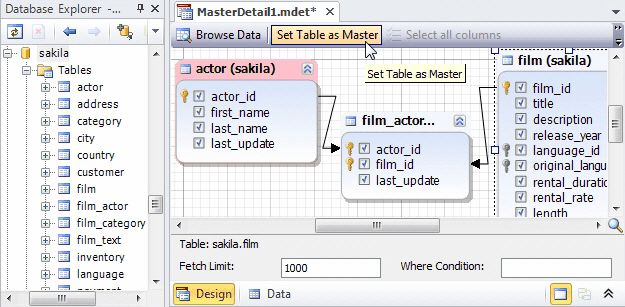 Database Explorer -...
sakila
Tables
actor
address
category
city
country
customer
film
film_actor
film_category
film_text
inventory
language
MasterDetail1.mdet*
Browse Data
Set Table as Master
Select all columns
Set Table as Master
actor (sakila)
actor_id
first_name
last_name
last_update
film_actor...
actor_id
film_id
last_update
film (sakila)
film_id
title
description
release_year
language_id
original_langu
rental_duratio
rental_rate
length
Table: sakila.film
Fetch Limit:
1000
Where Condition:
Design
Data